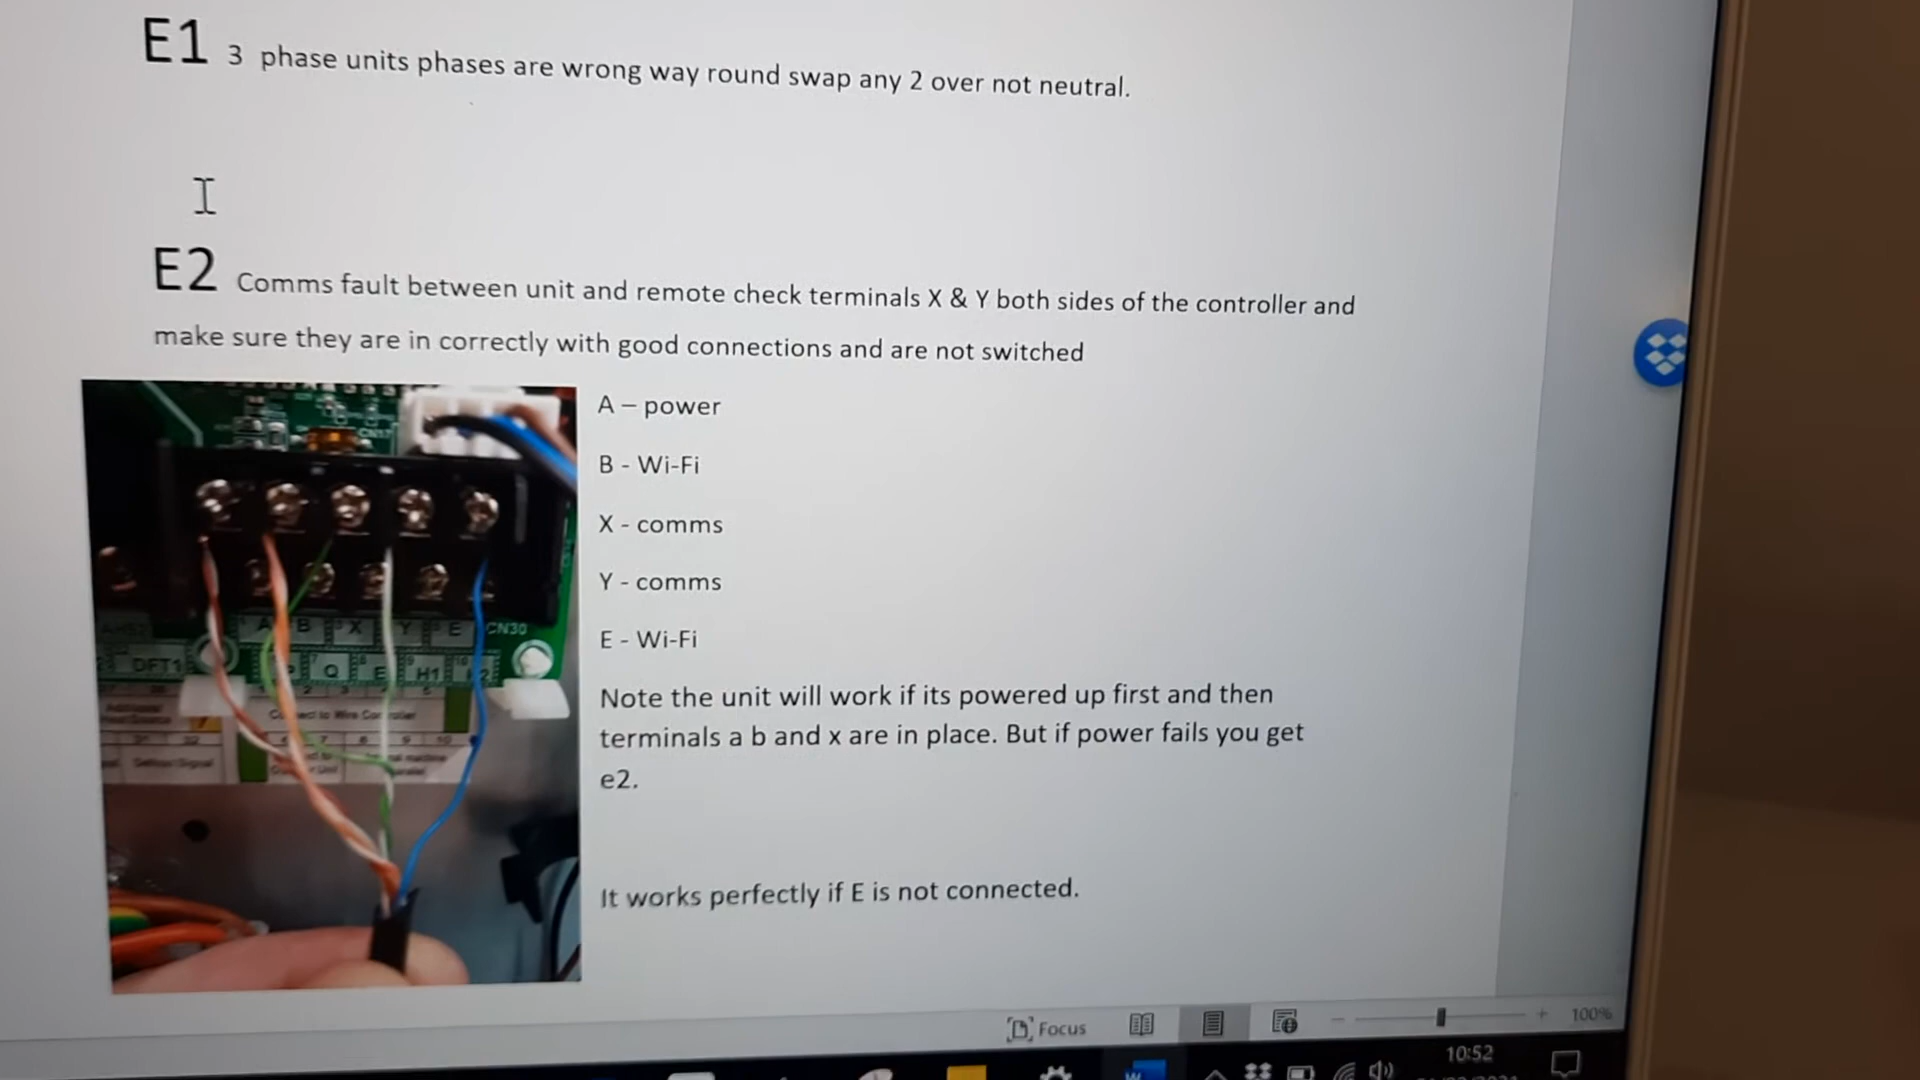 E1 3 phase units phases are wrong way round swap any 2 over not neutral.
E2 Comms fault between unit and remote check terminals X & Y both sides of the controller and
make sure they are in correctly with good connections and are not switched
A – power
B - Wi-Fi
X - comms
Y - comms
E - Wi-Fi
Note the unit will work if its powered up first and then
terminals a b and x are in place. But if power fails you get
e2.
It works perfectly if E is not connected.
CN17
A B X Y E CN30
DFT1 P Q E H1
Focus
100%
10:52